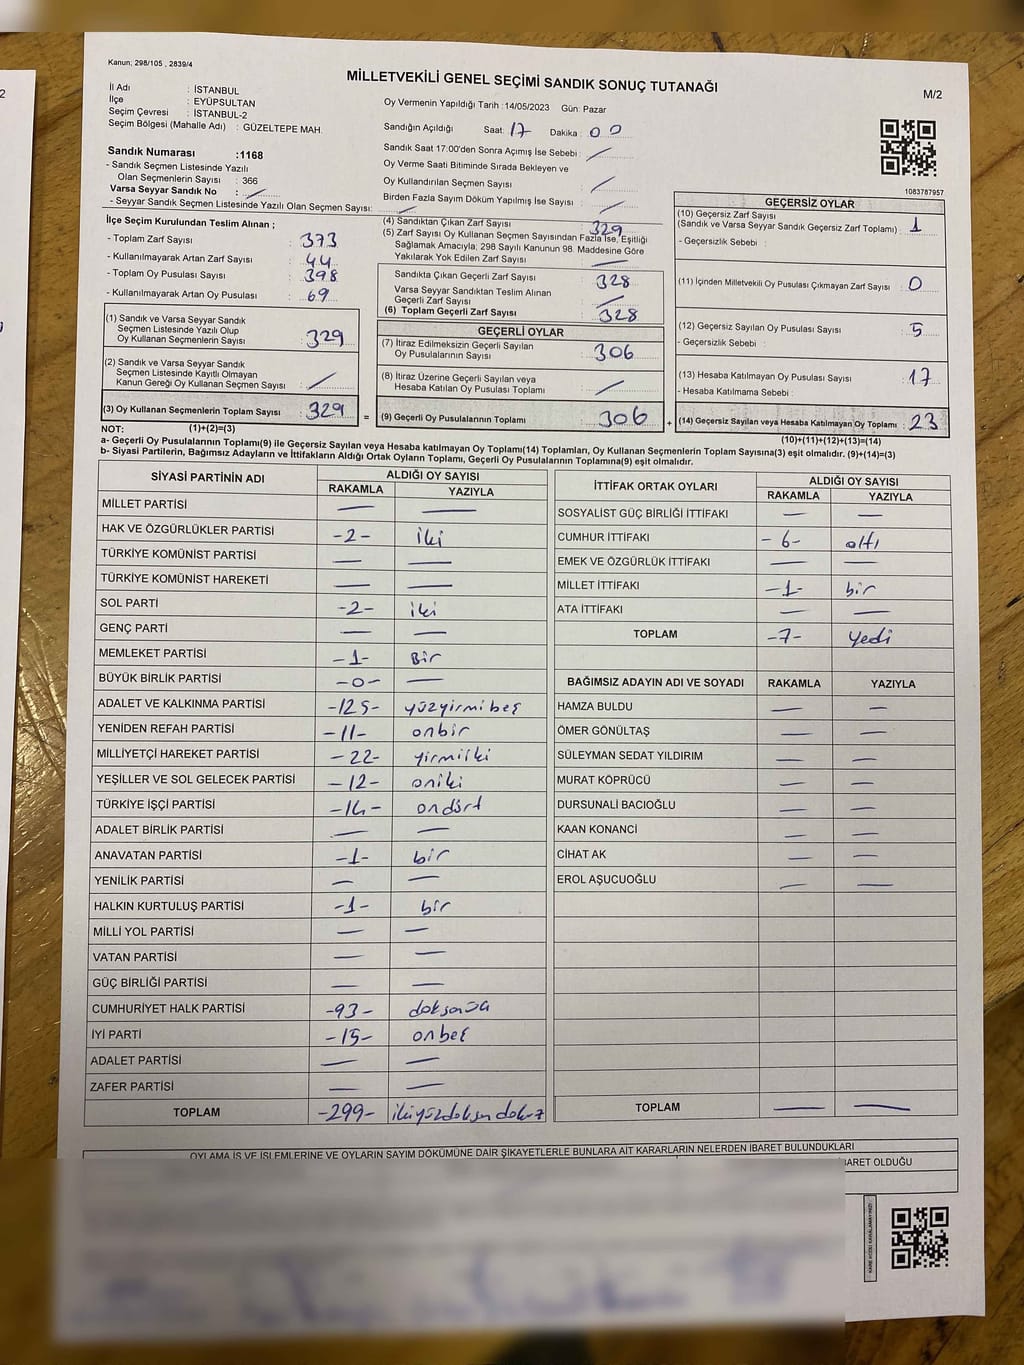 Kanun; 298/105 , 2839/4
MİLLETVEKİLİ GENEL SEÇİMİ SANDIK SONUÇ TUTANAĞI
M/2
İl Adı : İSTANBUL
İlçe : EYÜPSULTAN
Seçim Çevresi : İSTANBUL-2
Seçim Bölgesi (Mahalle Adı) : GÜZELTEPE MAH.
Oy Vermenin Yapıldığı Tarih : 14/05/2023 Gün: Pazar
Sandığın Açıldığı Saat: 17 Dakika : 00
Sandık Saat 17:00'den Sonra Açımış İse Sebebi :
Oy Verme Saati Bitiminde Sırada Bekleyen ve
Oy Kullandırılan Seçmen Sayısı :
Birden Fazla Sayım Döküm Yapılmış İse Sayısı :
Sandık Numarası :1168
- Sandık Seçmen Listesinde Yazılı
Olan Seçmenlerin Sayısı : 366
Varsa Seyyar Sandık No :
- Seyyar Sandık Seçmen Listesinde Yazılı Olan Seçmen Sayısı:
1083787957
İlçe Seçim Kurulundan Teslim Alınan ;
- Toplam Zarf Sayısı : 373
- Kullanılmayarak Artan Zarf Sayısı : 44
- Toplam Oy Pusulası Sayısı : 398
- Kullanılmayarak Artan Oy Pusulası : 69
(4) Sandıktan Çıkan Zarf Sayısı : 329
(5) Zarf Sayısı Oy Kullanan Seçmen Sayısından Fazla İse, Eşitliği
Sağlamak Amacıyla; 298 Sayılı Kanunun 98. Maddesine Göre
Yakılarak Yok Edilen Zarf Sayısı :
Sandıkta Çıkan Geçerli Zarf Sayısı : 328
Varsa Seyyar Sandıktan Teslim Alınan
Geçerli Zarf Sayısı :
(6) Toplam Geçerli Zarf Sayısı : 328
GEÇERSİZ OYLAR
(10) Geçersiz Zarf Sayısı
(Sandık ve Varsa Seyyar Sandık Geçersiz Zarf Toplamı) : 1
- Geçersizlik Sebebi :
(11) İçinden Milletvekili Oy Pusulası Çıkmayan Zarf Sayısı : 0
(12) Geçersiz Sayılan Oy Pusulası Sayısı : 5
- Geçersizlik Sebebi :
(13) Hesaba Katılmayan Oy Pusulası Sayısı : 17
- Hesaba Katılmama Sebebi :
(14) Geçersiz Sayılan veya Hesaba Katılmayan Oy Toplamı : 23
(10)+(11)+(12)+(13)=(14)
(1) Sandık ve Varsa Seyyar Sandık
Seçmen Listesinde Yazılı Olup
Oy Kullanan Seçmenlerin Sayısı : 329
(2) Sandık ve Varsa Seyyar Sandık
Seçmen Listesinde Kayıtlı Olmayan
Kanun Gereği Oy Kullanan Seçmen Sayısı :
(3) Oy Kullanan Seçmenlerin Toplam Sayısı : 329 =
GEÇERLİ OYLAR
(7) İtiraz Edilmeksizin Geçerli Sayılan
Oy Pusulalarının Sayısı : 306
(8) İtiraz Üzerine Geçerli Sayılan veya
Hesaba Katılan Oy Pusulası Toplamı :
(9) Geçerli Oy Pusulalarının Toplamı : 306 +
NOT: (1)+(2)=(3)
a- Geçerli Oy Pusulalarının Toplamı(9) ile Geçersiz Sayılan veya Hesaba katılmayan Oy Toplamı(14) Toplamları, Oy Kullanan Seçmenlerin Toplam Sayısına(3) eşit olmalıdır. (9)+(14)=(3)
b- Siyasi Partilerin, Bağımsız Adayların ve İttifakların Aldığı Ortak Oyların Toplamı, Geçerli Oy Pusulalarının Toplamına(9) eşit olmalıdır.
SİYASİ PARTİNİN ADI ALDIĞI OY SAYISI
RAKAMLA YAZIYLA
MİLLET PARTİSİ —
HAK VE ÖZGÜRLÜKLER PARTİSİ -2- iki
TÜRKİYE KOMÜNİST PARTİSİ — —
TÜRKİYE KOMÜNİST HAREKETİ — —
SOL PARTİ -2- iki
GENÇ PARTİ — —
MEMLEKET PARTİSİ -1- Bir
BÜYÜK BİRLİK PARTİSİ -0- —
ADALET VE KALKINMA PARTİSİ -125- yüzyirmibeş
YENİDEN REFAH PARTİSİ -11- onbir
MİLLİYETÇİ HAREKET PARTİSİ -22- yirmiiki
YEŞİLLER VE SOL GELECEK PARTİSİ -12- oniki
TÜRKİYE İŞÇİ PARTİSİ -14- ondört
ADALET BİRLİK PARTİSİ — —
ANAVATAN PARTİSİ -1- bir
YENİLİK PARTİSİ — —
HALKIN KURTULUŞ PARTİSİ -1- bir
MİLLİ YOL PARTİSİ — —
VATAN PARTİSİ — —
GÜÇ BİRLİĞİ PARTİSİ — —
CUMHURİYET HALK PARTİSİ -93-
İYİ PARTİ -15- onbeş
ADALET PARTİSİ — —
ZAFER PARTİSİ — —
TOPLAM -299- ikiyüzdoksandokuz
İTTİFAK ORTAK OYLARI ALDIĞI OY SAYISI
RAKAMLA YAZIYLA
SOSYALİST GÜÇ BİRLİĞİ İTTİFAKI — —
CUMHUR İTTİFAKI -6- altı
EMEK VE ÖZGÜRLÜK İTTİFAKI — —
MİLLET İTTİFAKI -1- bir
ATA İTTİFAKI — —
TOPLAM -7- yedi
BAĞIMSIZ ADAYIN ADI VE SOYADI RAKAMLA YAZIYLA
HAMZA BULDU — —
ÖMER GÖNÜLTAŞ — —
SÜLEYMAN SEDAT YILDIRIM — —
MURAT KÖPRÜCÜ — —
DURSUNALİ BACIOĞLU — —
KAAN KONANCİ — —
CİHAT AK — —
EROL AŞUCUOĞLU — —
TOPLAM — —
OYLAMA İŞ VE İŞLEMLERİNE VE OYLARIN SAYIM DÖKÜMÜNE DAİR ŞİKAYETLERLE BUNLARA AİT KARARLARIN NELERDEN İBARET BULUNDUKLARI
BARET OLDUĞU